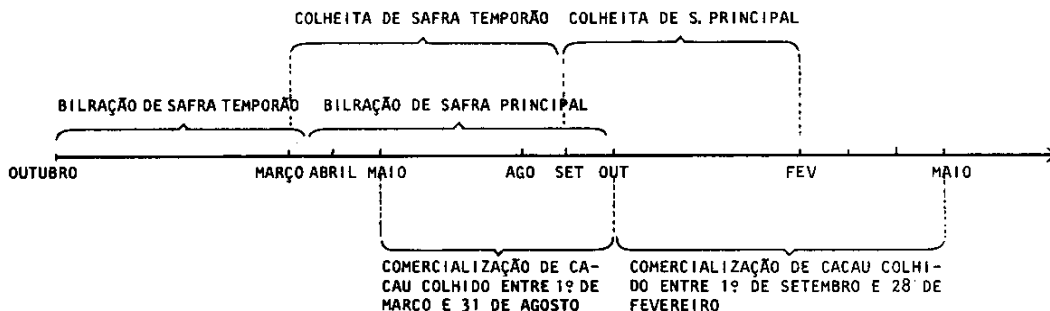 COLHEITA DE SAFRA TEMPORÃO COLHEITA DE S. PRINCIPAL
BILRAÇÃO DE SAFRA TEMPORÃO BILRAÇÃO DE SAFRA PRINCIPAL
OUTUBRO MARÇO ABRIL MAIO AGO SET OUT FEV MAIO
COMERCIALIZAÇÃO DE CA-
CAU COLHIDO ENTRE 1º DE
MARCO E 31 DE AGOSTO
COMERCIALIZAÇÃO DE CACAU COLHI-
DO ENTRE 1º DE SETEMBRO E 28 DE
FEVEREIRO